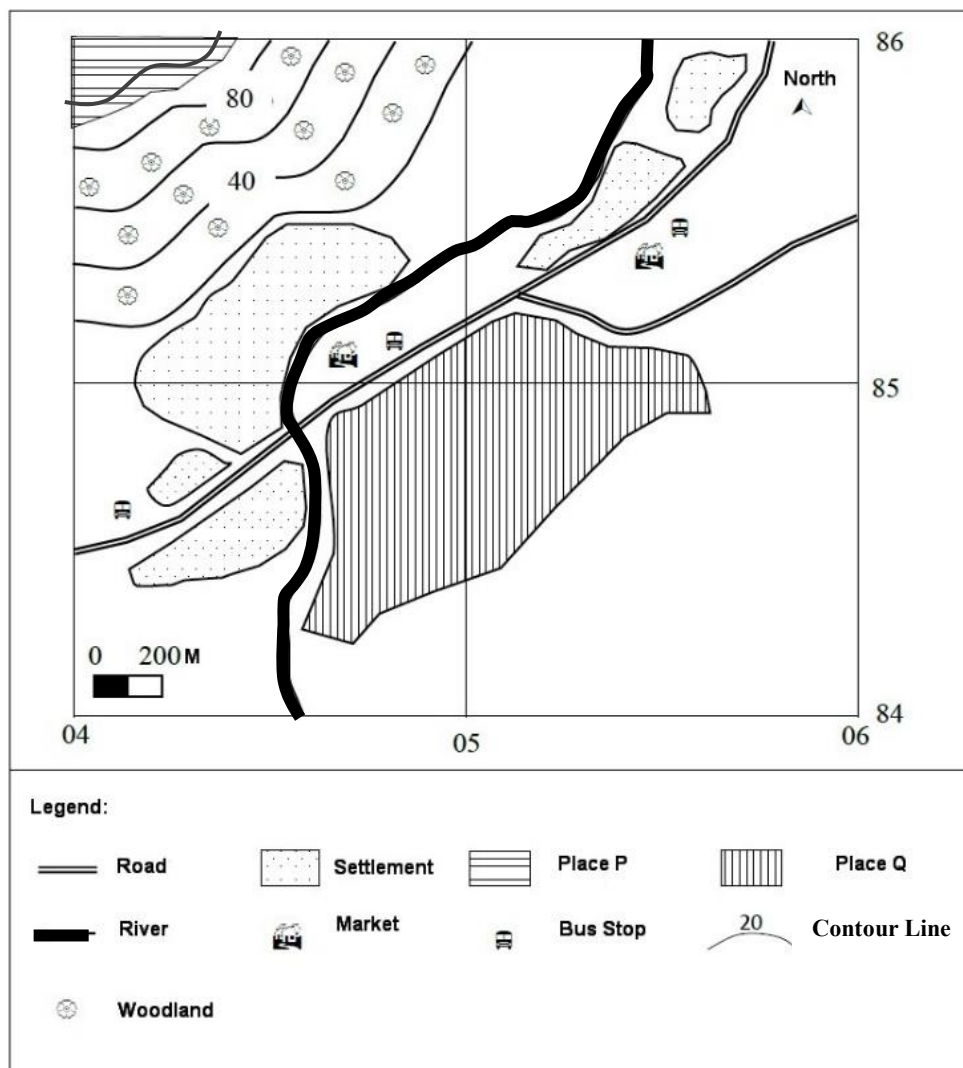 86
North
80
40
85
0 200 M
84
04 05 06
Legend:
Road Settlement Place P Place Q
River Market Bus Stop 20 Contour Line
Woodland